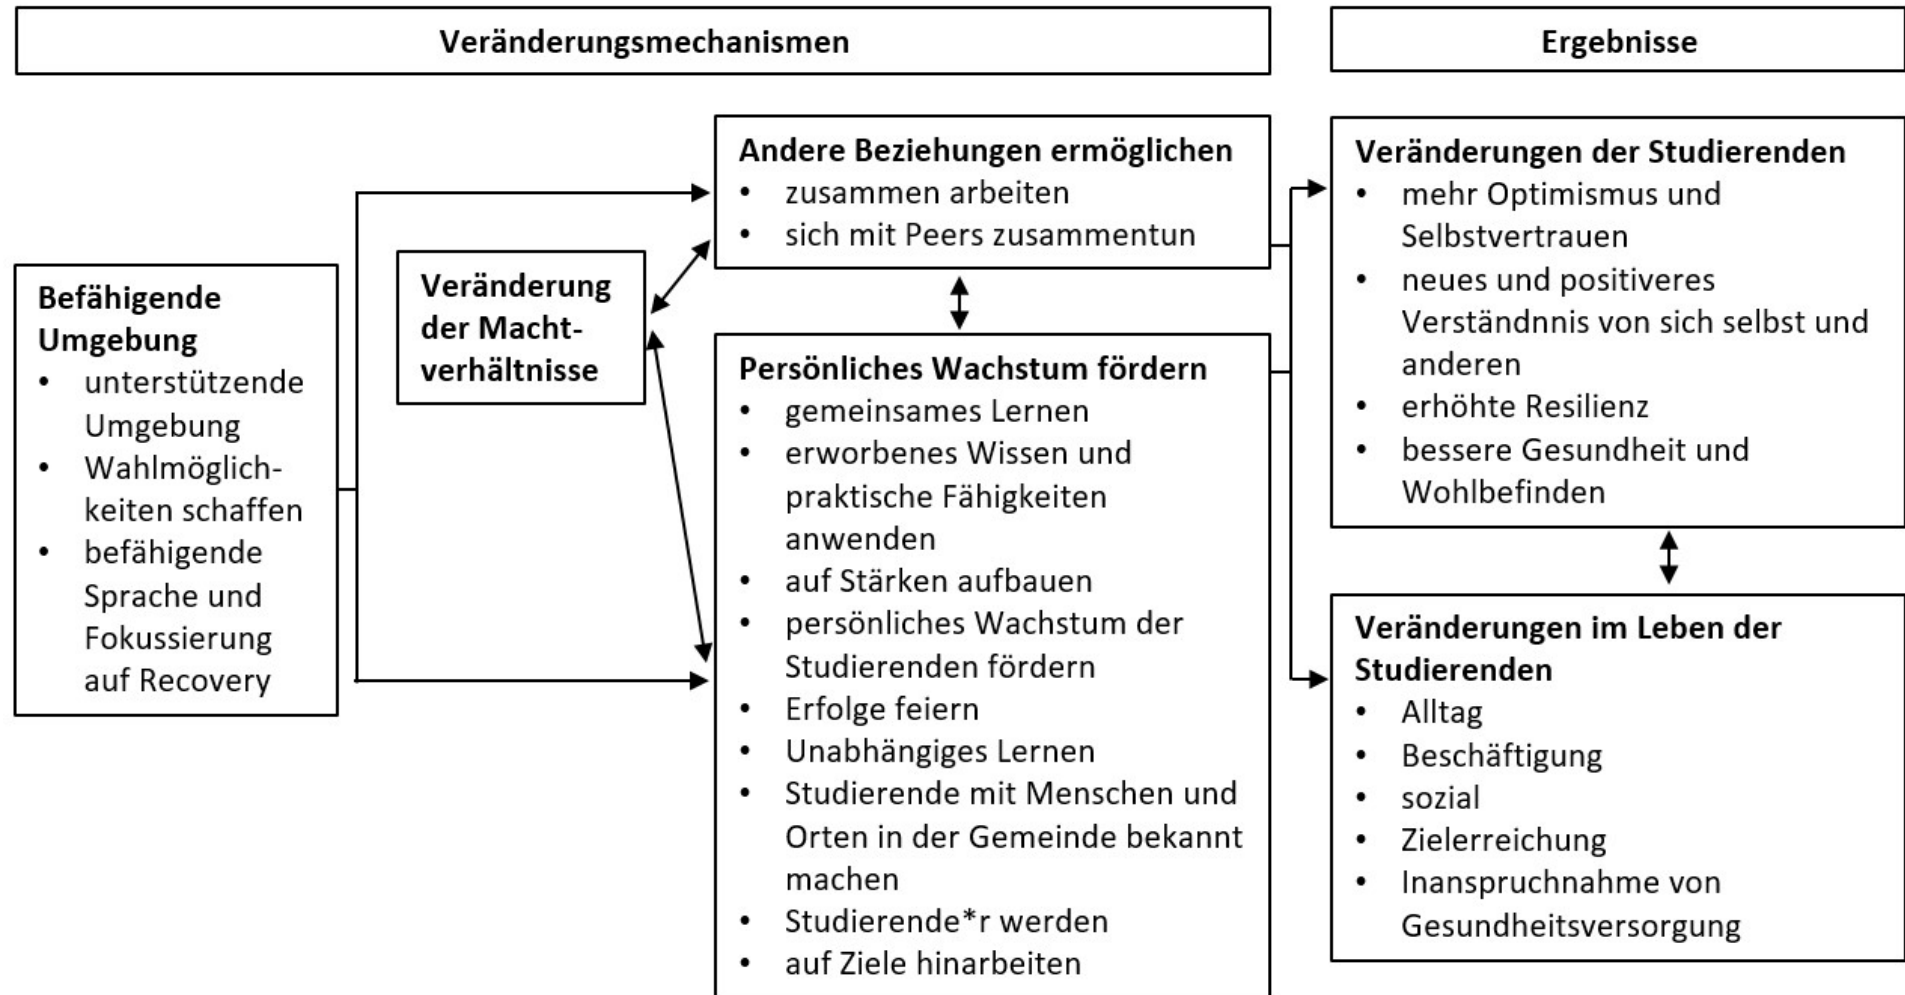 Veränderungsmechanismen
Ergebnisse
Befähigende
Umgebung
• unterstützende
Umgebung
• Wahlmöglich-
keiten schaffen
• befähigende
Sprache und
Fokussierung
auf Recovery
Veränderung
der Macht-
verhältnisse
Andere Beziehungen ermöglichen
• zusammen arbeiten
• sich mit Peers zusammentun
Persönliches Wachstum fördern
• gemeinsames Lernen
• erworbenes Wissen und
praktische Fähigkeiten
anwenden
• auf Stärken aufbauen
• persönliches Wachstum der
Studierenden fördern
• Erfolge feiern
• Unabhängiges Lernen
• Studierende mit Menschen und
Orten in der Gemeinde bekannt
machen
• Studierende*r werden
• auf Ziele hinarbeiten
Veränderungen der Studierenden
• mehr Optimismus und
Selbstvertrauen
• neues und positiveres
Verständnnis von sich selbst und
anderen
• erhöhte Resilienz
• bessere Gesundheit und
Wohlbefinden
Veränderungen im Leben der
Studierenden
• Alltag
• Beschäftigung
• sozial
• Zielerreichung
• Inanspruchnahme von
Gesundheitsversorgung